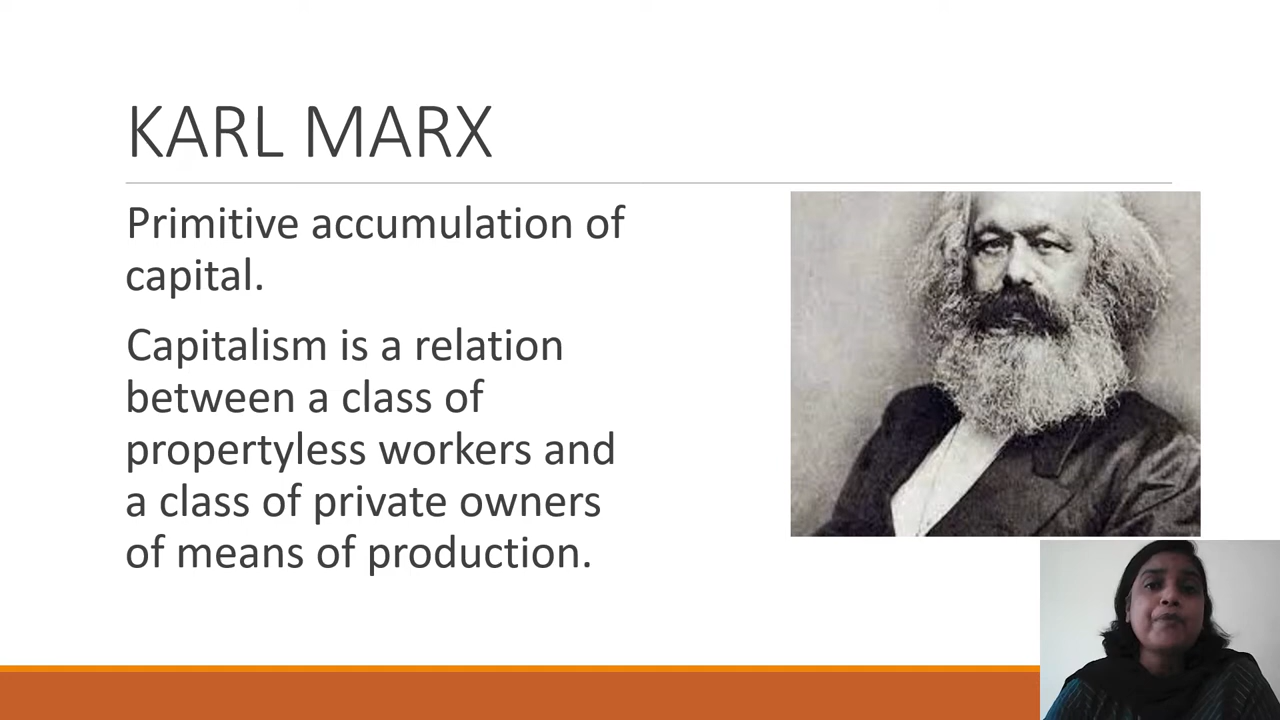 KARL MARX
Primitive accumulation of
capital.
Capitalism is a relation
between a class of
propertyless workers and
a class of private owners
of means of production.